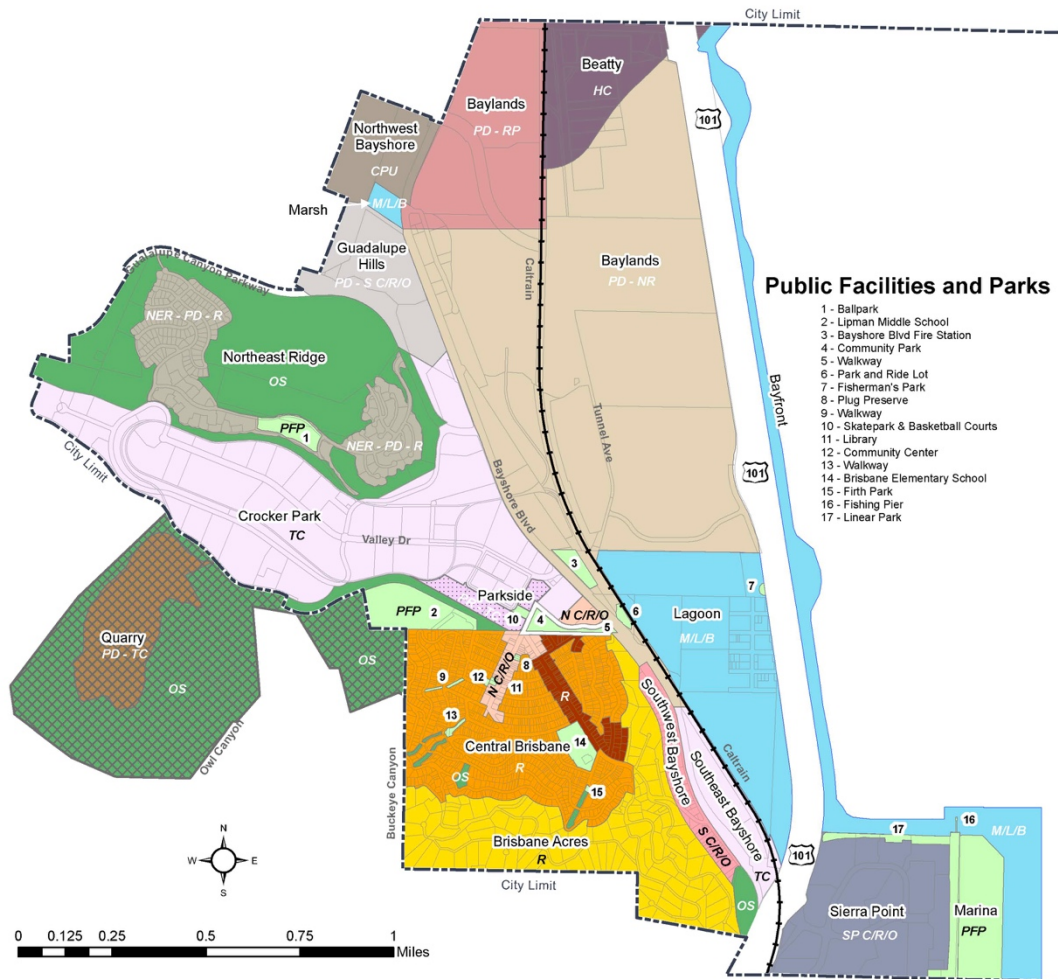 City Limit
Beatty
HC
Baylands
PD - RP
101
Northwest
Bayshore
CPU
Marsh
M/L/B
Guadalupe
Hills
PD - S C/R/O
Guadalupe Canyon Parkway
Caltrain
Baylands
PD - NR
Public Facilities and Parks
1 - Ballpark
2 - Lipman Middle School
3 - Bayshore Blvd Fire Station
4 - Community Park
5 - Walkway
6 - Park and Ride Lot
7 - Fisherman's Park
8 - Plug Preserve
9 - Walkway
10 - Skatepark & Basketball Courts
11 - Library
12 - Community Center
13 - Walkway
14 - Brisbane Elementary School
15 - Firth Park
16 - Fishing Pier
17 - Linear Park
NER - PD - R
Northeast Ridge
OS
Bayfront
PFP
1
NER - PD - R
Tunnel Ave
City Limit
101
Bayshore Blvd
Crocker Park
TC
Valley Dr
3
7
Parkside
PFP
2
10
4
N C/R/O
5
6
Lagoon
M/L/B
Quarry
PD - TC
OS
OS
Owl Canyon
8
12
9
11
N C/R/O
R
13
14
Central Brisbane
R
OS
15
Buckeye Canyon
Southwest Bayshore
S C/R/O
Southeast Bayshore
TC
Caltrain
Brisbane Acres
R
City Limit
OS
101
17
16
M/L/B
Sierra Point
SP C/R/O
Marina
PFP
N
W
E
S
0
0.125
0.25
0.5
0.75
1
Miles